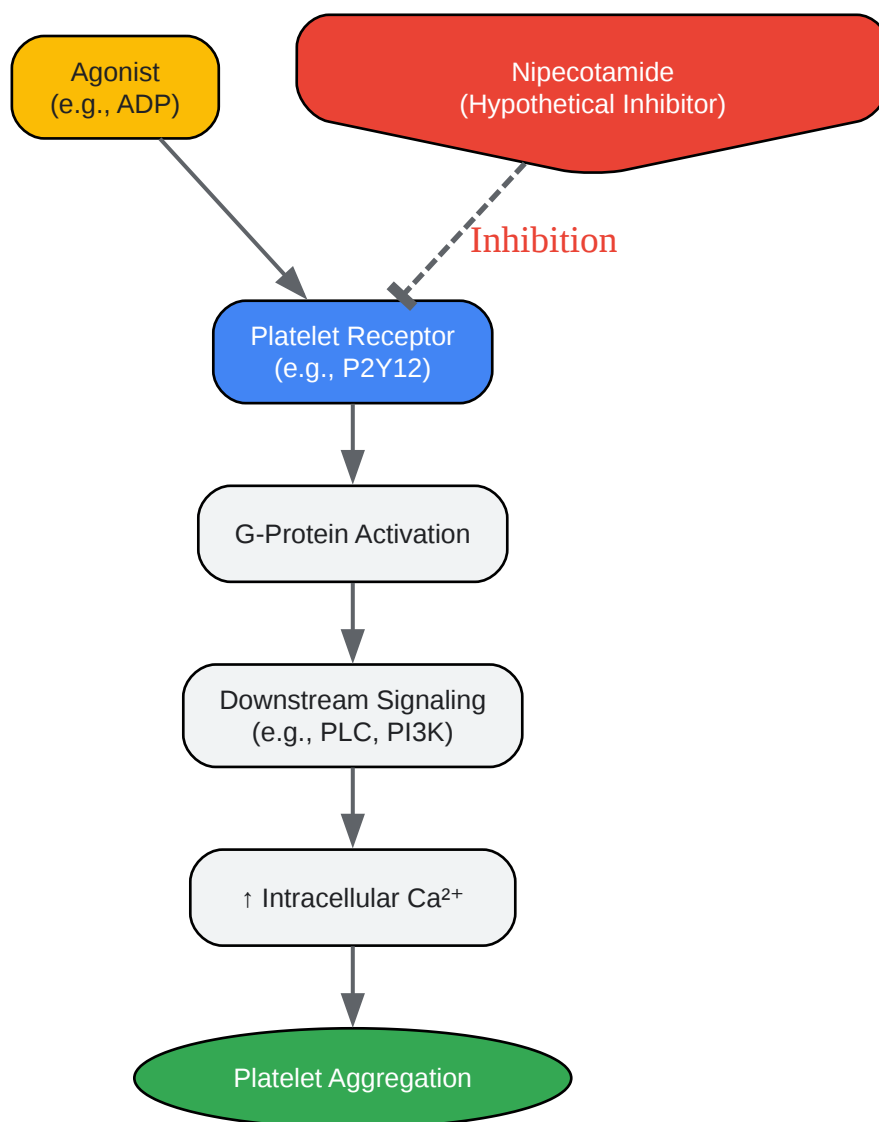 Agonist
(e.g., ADP)
Nipecotamide
(Hypothetical Inhibitor)
Inhibition
Platelet Receptor
(e.g., P2Y12)
G-Protein Activation
Downstream Signaling
(e.g., PLC, PI3K)
↑ Intracellular Ca²⁺
Platelet Aggregation